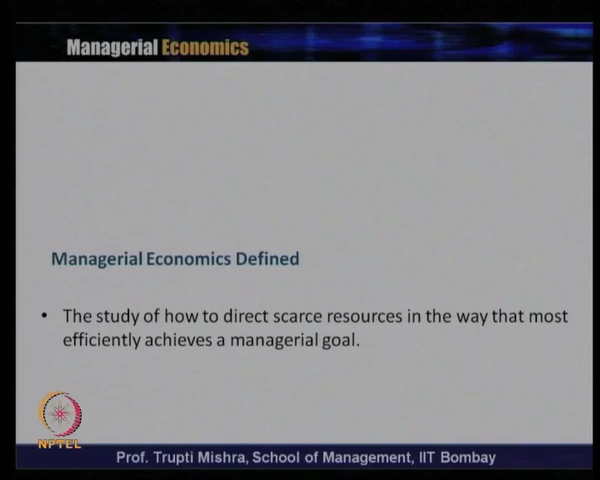 Managerial Economics
Managerial Economics Defined
• The study of how to direct scarce resources in the way that most
efficiently achieves a managerial goal.
NPTEL
Prof. Trupti Mishra, School of Management, IIT Bombay